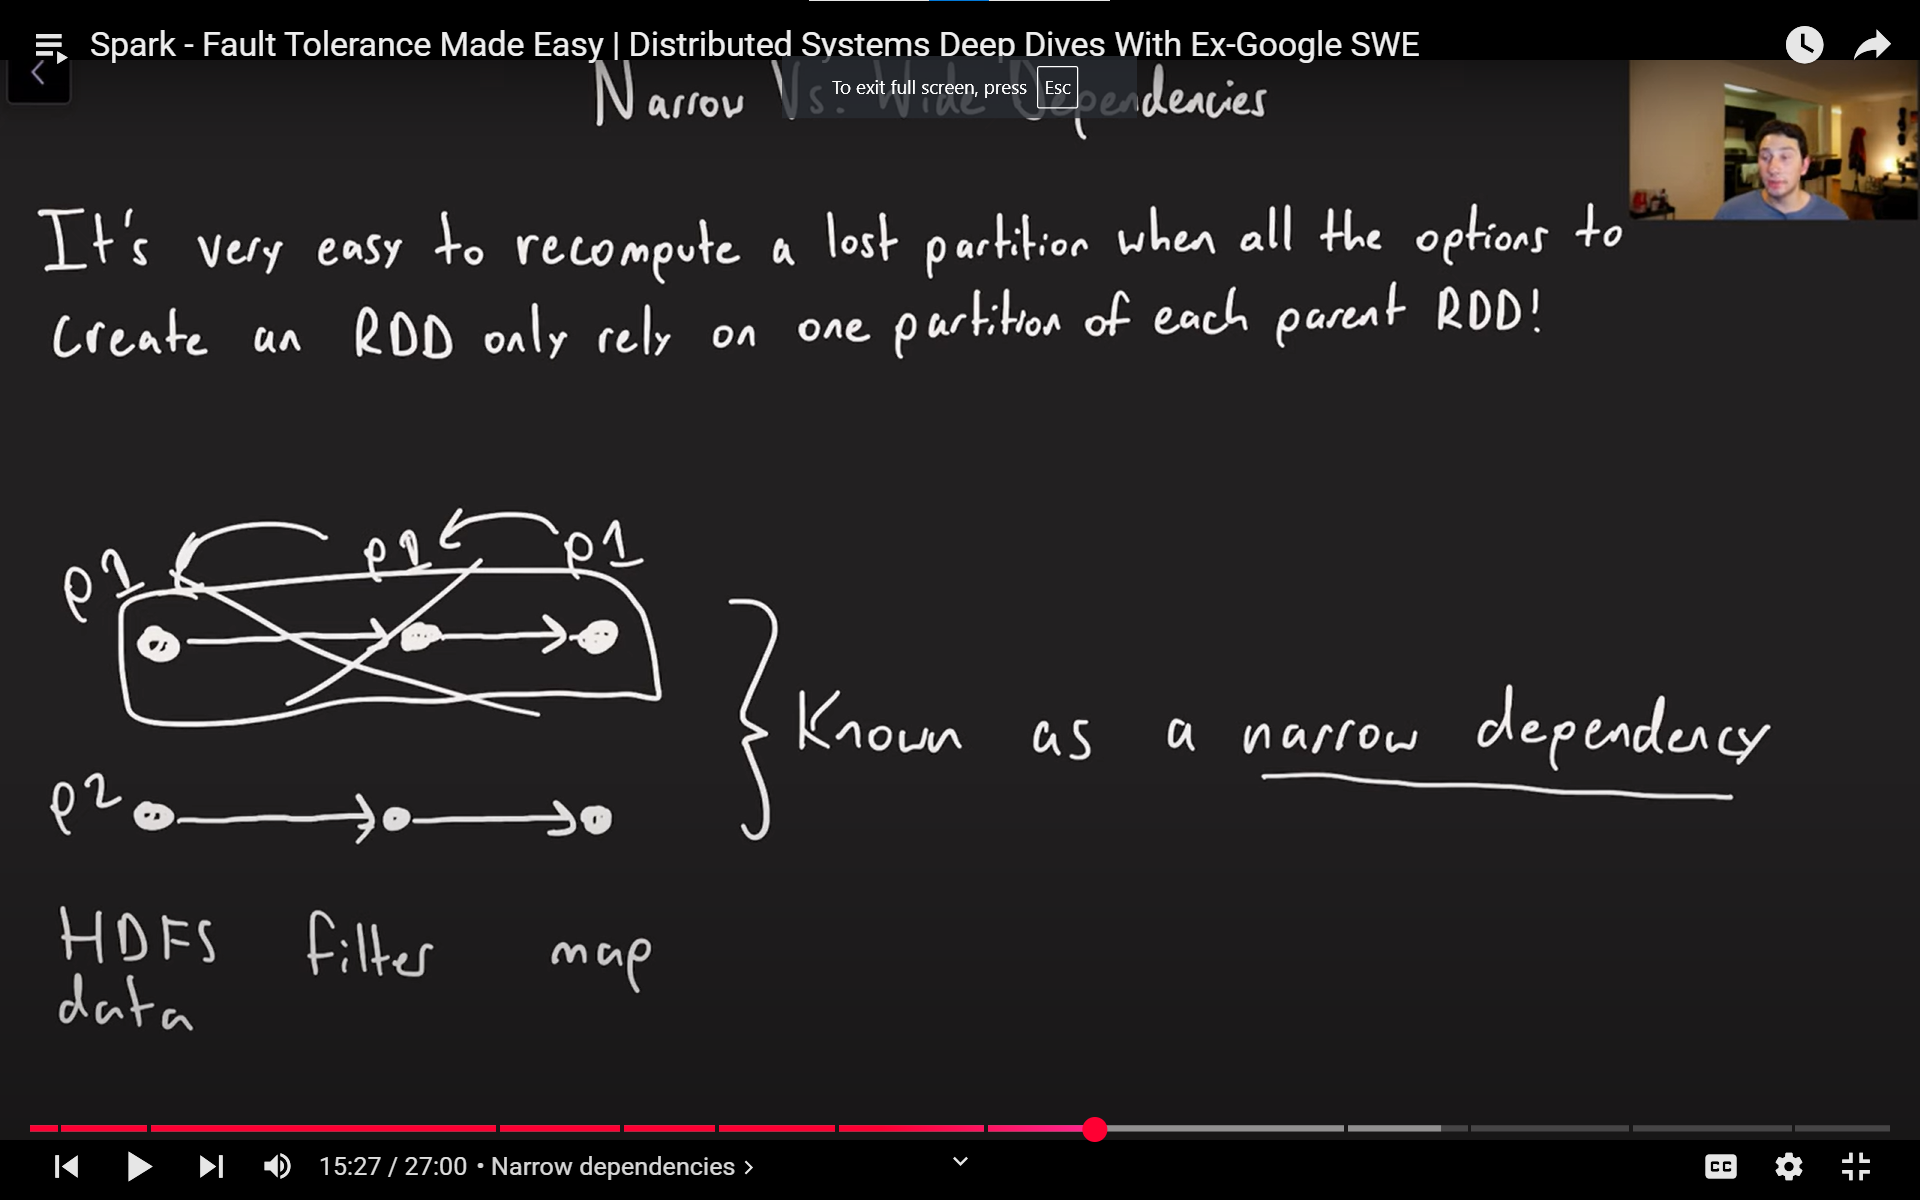 Spark - Fault Tolerance Made Easy | Distributed Systems Deep Dives With Ex-Google SWE
To exit full screen, press Esc
Narrow Vs. Wide Dependencies
It's very easy to recompute a lost partition when all the options to
create an RDD only rely on one partition of each parent RDD!
p1 p1 p1
Known as a narrow dependency
p2
HDFS filter map
data
15:27 / 27:00 • Narrow dependencies >
CC